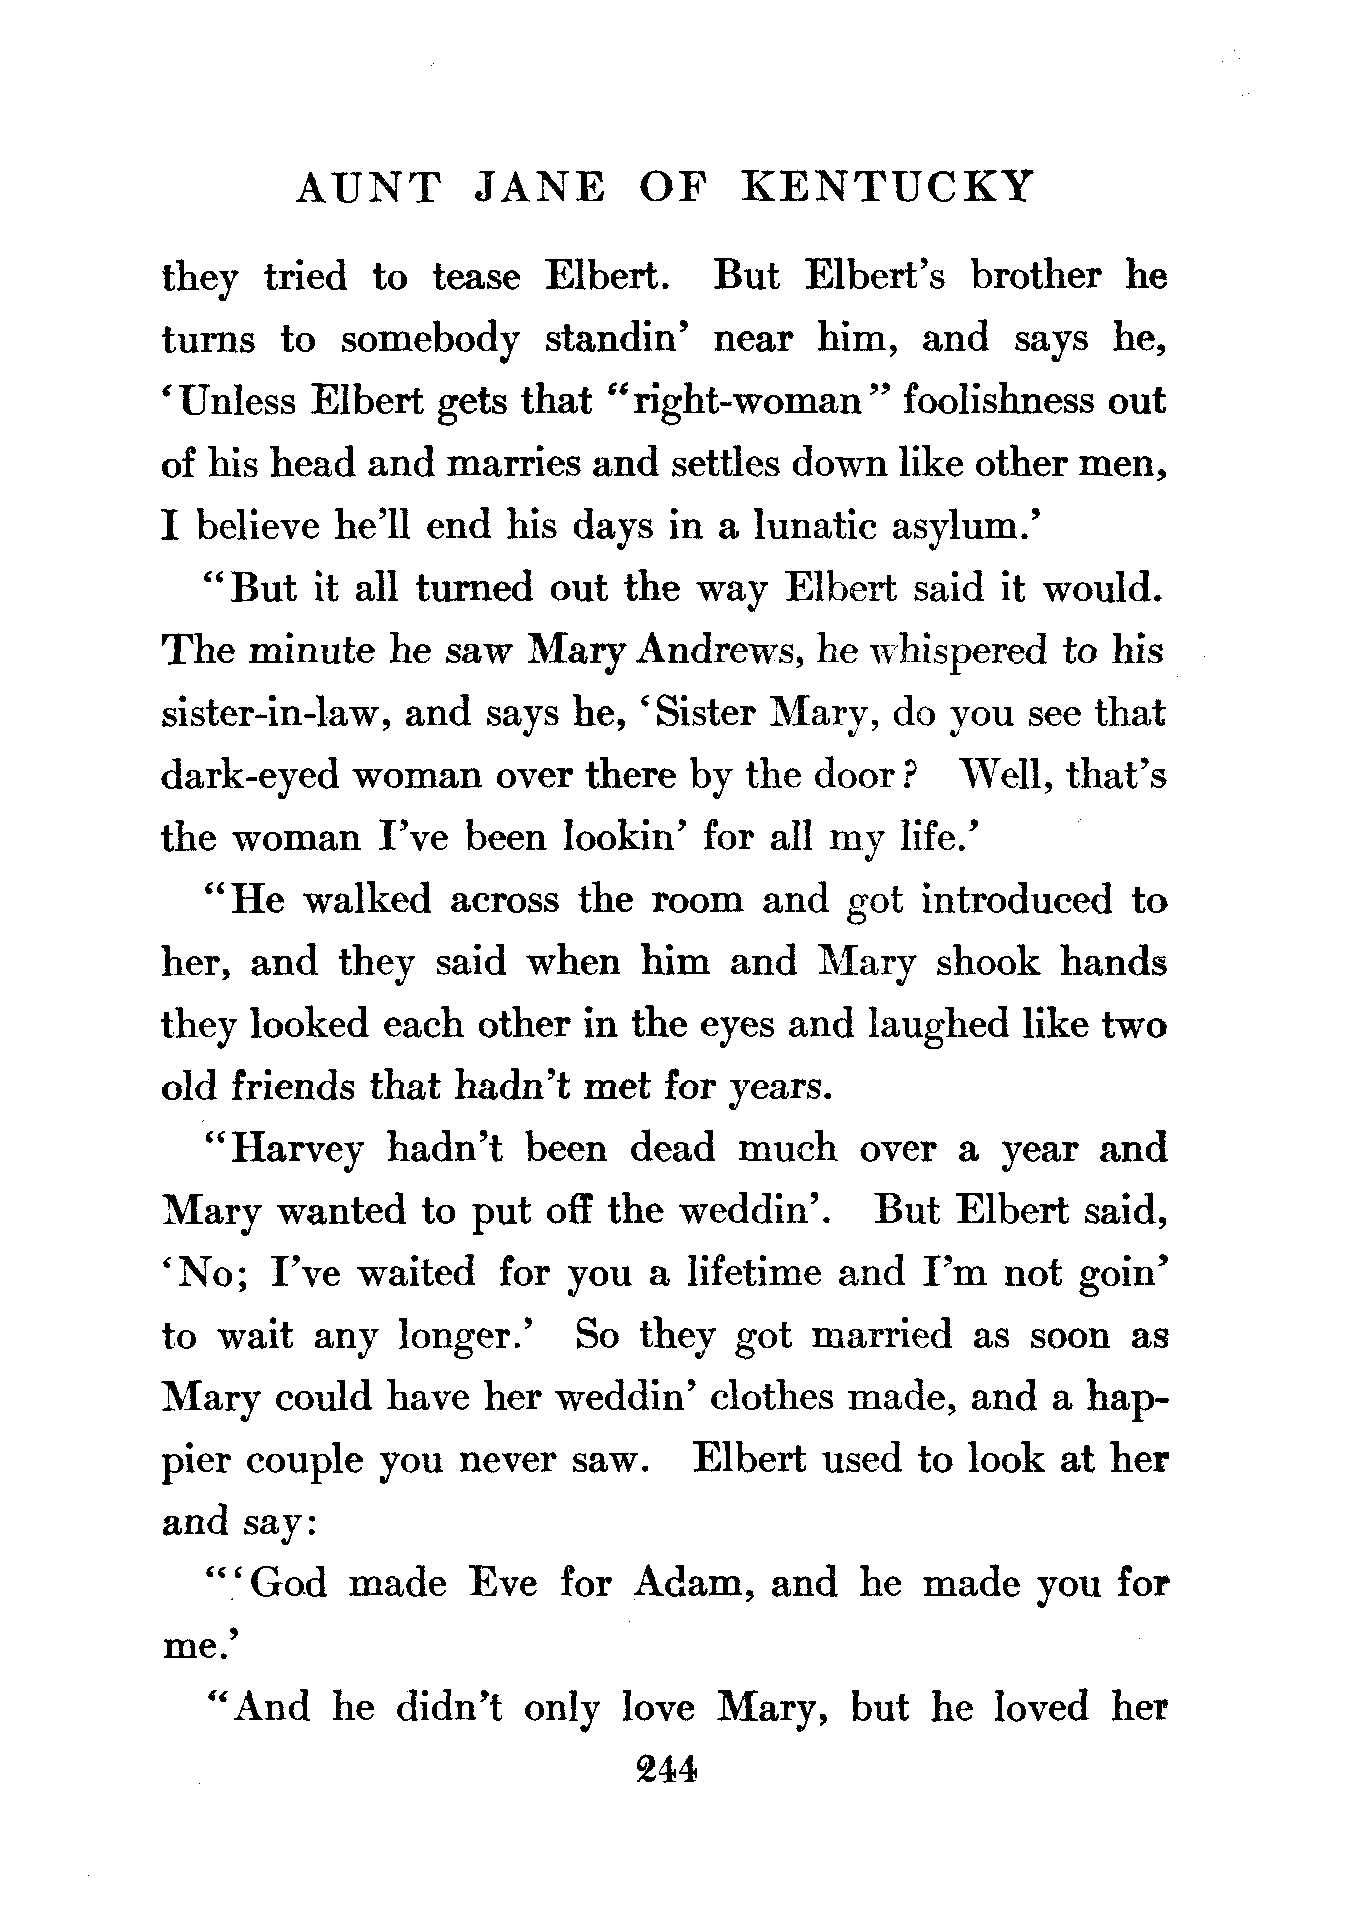 AUNT JANE OF KENTUCKY
they tried to tease Elbert. But Elbert's brother he
turns to somebody standin' near him, and says he,
‘Unless Elbert gets that “right-woman” foolishness out
of his head and marries and settles down like other men,
I believe he'll end his days in a lunatic asylum.’
“But it all turned out the way Elbert said it would.
The minute he saw Mary Andrews, he whispered to his
sister-in-law, and says he, ‘Sister Mary, do you see that
dark-eyed woman over there by the door? Well, that's
the woman I've been lookin' for all my life.’
“He walked across the room and got introduced to
her, and they said when him and Mary shook hands
they looked each other in the eyes and laughed like two
old friends that hadn't met for years.
“Harvey hadn't been dead much over a year and
Mary wanted to put off the weddin'. But Elbert said,
‘No; I've waited for you a lifetime and I'm not goin'
to wait any longer.’ So they got married as soon as
Mary could have her weddin' clothes made, and a hap-
pier couple you never saw. Elbert used to look at her
and say:
“‘God made Eve for Adam, and he made you for
me.’
“And he didn't only love Mary, but he loved her
244